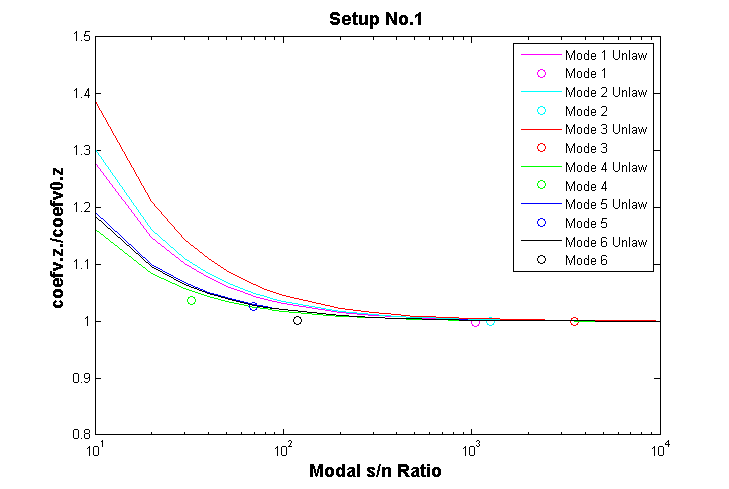 Setup No.1
1.5
1.4
1.3
1.2
1.1
1
0.9
0.8
coefv.z./coefv0.z
10^1
10^2
10^3
10^4
Modal s/n Ratio
Mode 1 Unlaw
Mode 1
Mode 2 Unlaw
Mode 2
Mode 3 Unlaw
Mode 3
Mode 4 Unlaw
Mode 4
Mode 5 Unlaw
Mode 5
Mode 6 Unlaw
Mode 6